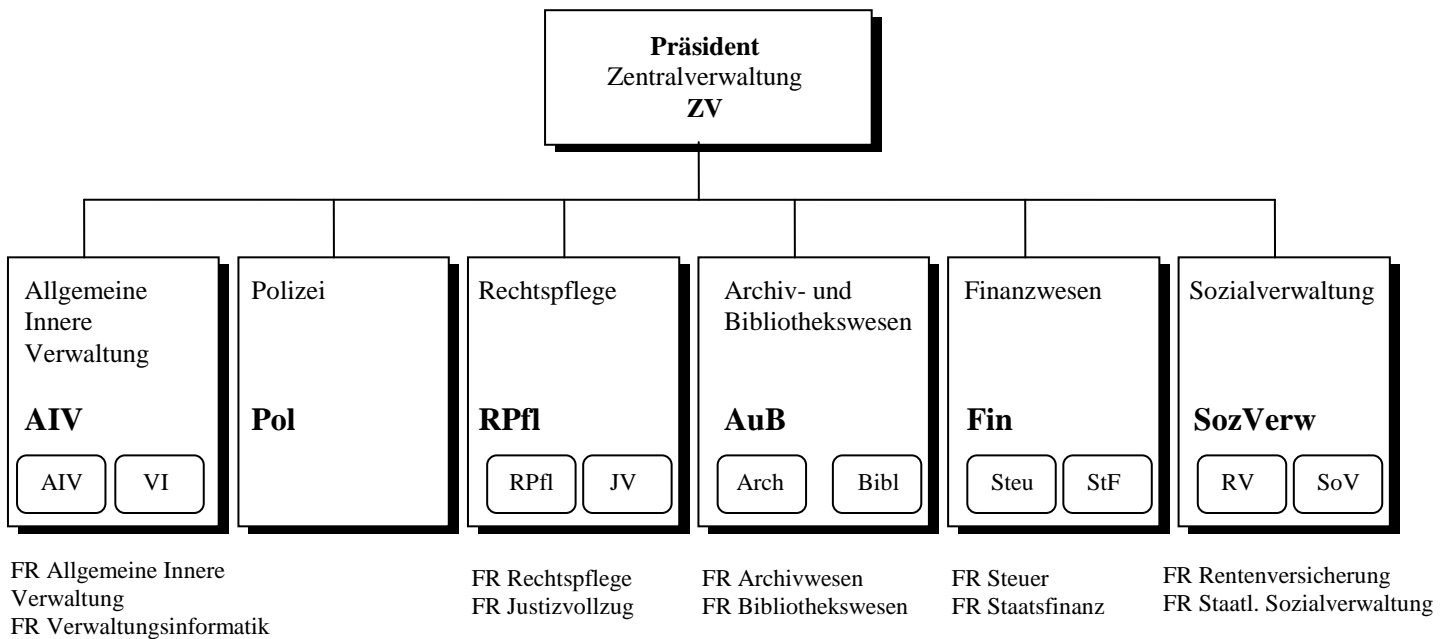 Präsident
Zentralverwaltung
ZV
Allgemeine
Innere
Verwaltung
AIV
AIV
VI
Polizei
Pol
Rechtspflege
RPfl
RPfl
JV
Archiv- und
Bibliothekswesen
AuB
Arch
Bibl
Finanzwesen
Fin
Steu
StF
Sozialverwaltung
SozVerw
RV
SoV
FR Allgemeine Innere
Verwaltung
FR Verwaltungsinformatik
FR Rechtspflege
FR Justizvollzug
FR Archivwesen
FR Bibliothekswesen
FR Steuer
FR Staatsfinanz
FR Rentenversicherung
FR Staatl. Sozialverwaltung